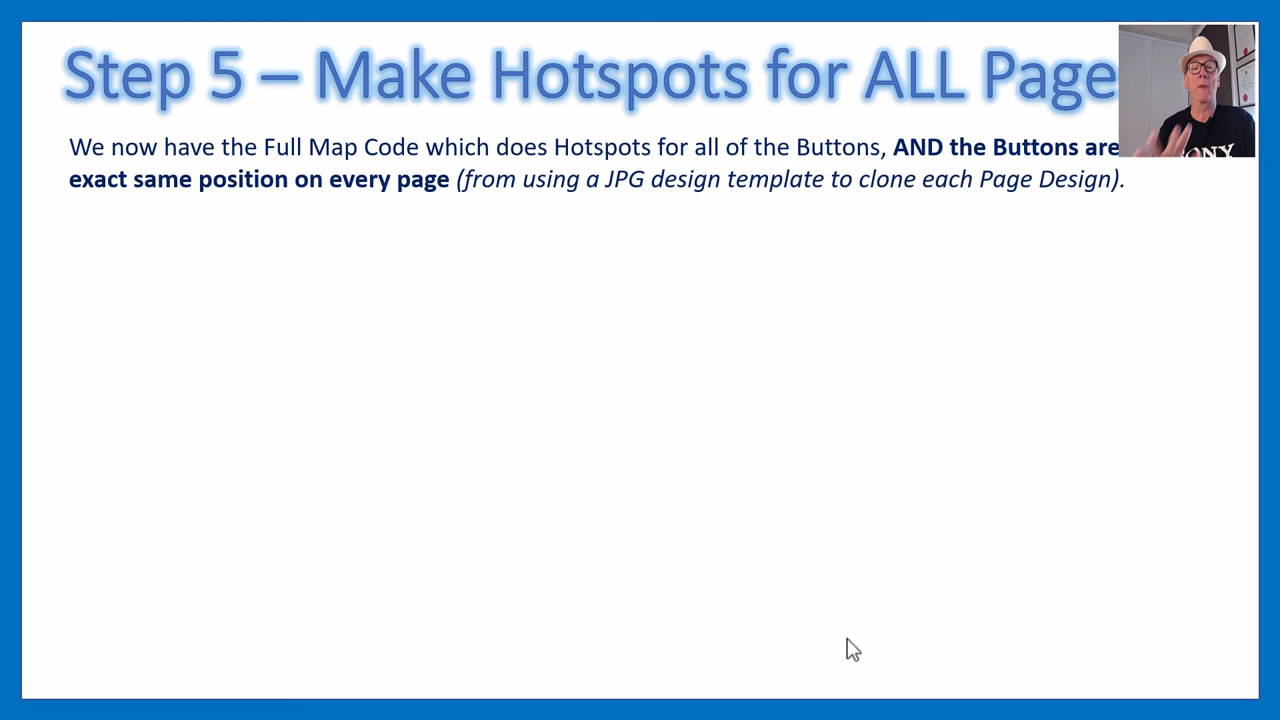 Step 5 – Make Hotspots for ALL Page
We now have the Full Map Code which does Hotspots for all of the Buttons, AND the Buttons are
exact same position on every page (from using a JPG design template to clone each Page Design).